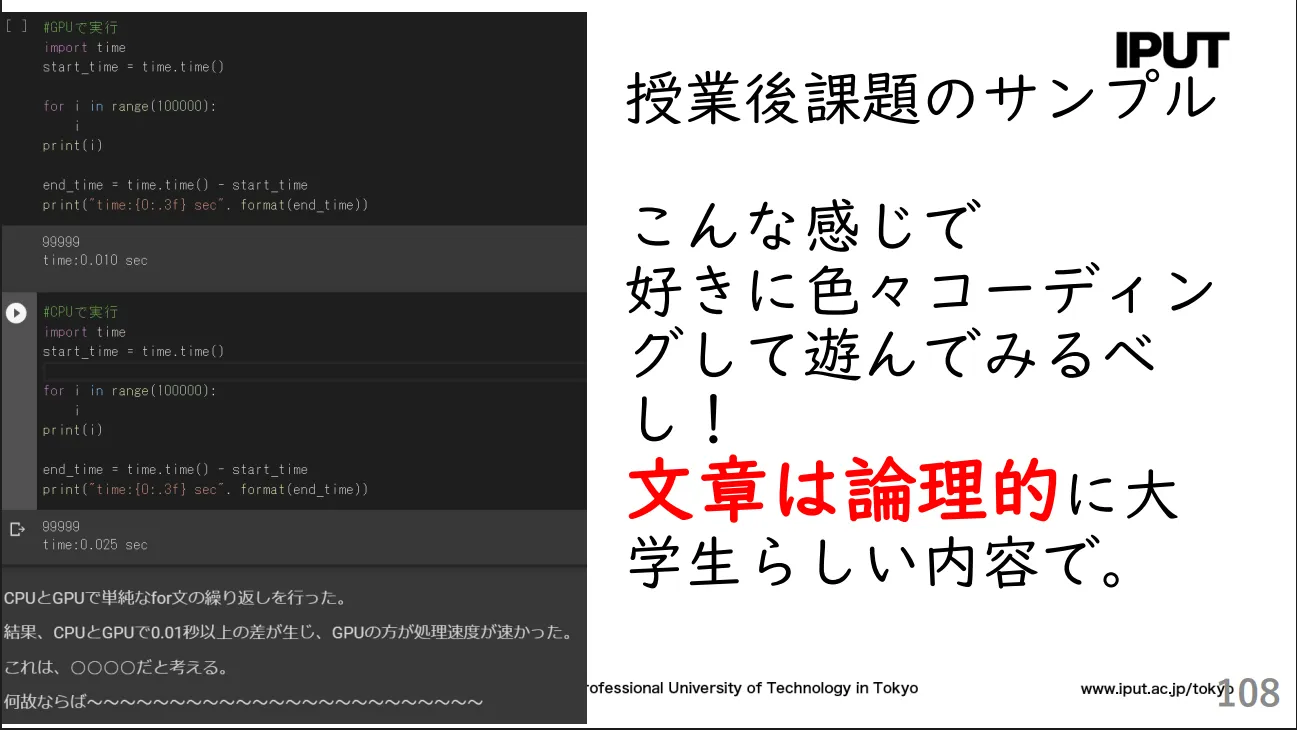 [ ] #GPUで実行
import time
start_time = time.time()
for i in range(100000):
i
print(i)
end_time = time.time() - start_time
print("time:{0:.3f} sec". format(end_time))
99999
time:0.010 sec
#CPUで実行
import time
start_time = time.time()
for i in range(100000):
i
print(i)
end_time = time.time() - start_time
print("time:{0:.3f} sec". format(end_time))
99999
time:0.025 sec
CPUとGPUで単純なfor文の繰り返しを行った。
結果、CPUとGPUで0.01秒以上の差が生じ、GPUの方が処理速度が速かった。
これは、〇〇〇〇だと考える。
何故ならば～～～～～～～～～～～～～～～～～～～～～～～～
IPUT
授業後課題のサンプル
こんな感じで
好きに色々コーディン
グして遊んでみるべ
し！
文章は論理的に大
学生らしい内容で。
rofessional University of Technology in Tokyo
www.iput.ac.jp/tokyo
108